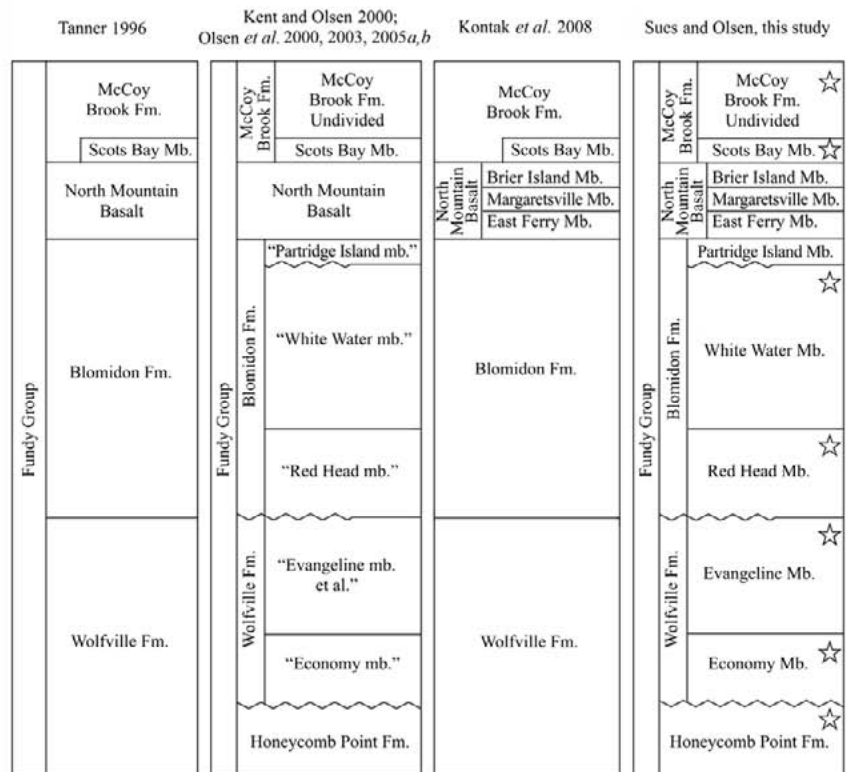 Tanner 1996
Fundy Group
McCoy
Brook Fm.
Scots Bay Mb.
North Mountain
Basalt
Blomidon Fm.
Wolfville Fm.
Kent and Olsen 2000;
Olsen et al. 2000, 2003, 2005a,b
Fundy Group
McCoy
Brook Fm.
McCoy
Brook Fm.
Undivided
Scots Bay Mb.
North Mountain
Basalt
Blomidon Fm.
“Partridge Island mb.”
“White Water mb.”
“Red Head mb.”
Wolfville Fm.
“Evangeline mb.
et al.”
“Economy mb.”
Honeycomb Point Fm.
Kontak et al. 2008
McCoy
Brook Fm.
Scots Bay Mb.
North
Mountain
Basalt
Brier Island Mb.
Margaretsville Mb.
East Ferry Mb.
Blomidon Fm.
Wolfville Fm.
Sues and Olsen, this study
Fundy Group
McCoy
Brook Fm.
McCoy
Brook Fm.
Undivided
Scots Bay Mb.
North
Mountain
Basalt
Brier Island Mb.
Margaretsville Mb.
East Ferry Mb.
Blomidon Fm.
Partridge Island Mb.
White Water Mb.
Red Head Mb.
Wolfville Fm.
Evangeline Mb.
Economy Mb.
Honeycomb Point Fm.